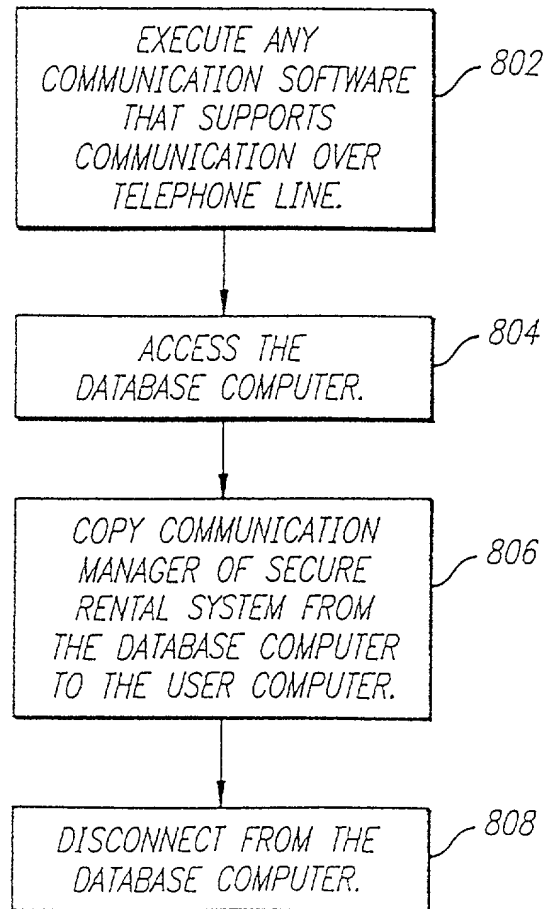 EXECUTE ANY
COMMUNICATION SOFTWARE
THAT SUPPORTS
COMMUNICATION OVER
TELEPHONE LINE.
802
ACCESS THE
DATABASE COMPUTER.
804
COPY COMMUNICATION
MANAGER OF SECURE
RENTAL SYSTEM FROM
THE DATABASE COMPUTER
TO THE USER COMPUTER.
806
DISCONNECT FROM THE
DATABASE COMPUTER.
808